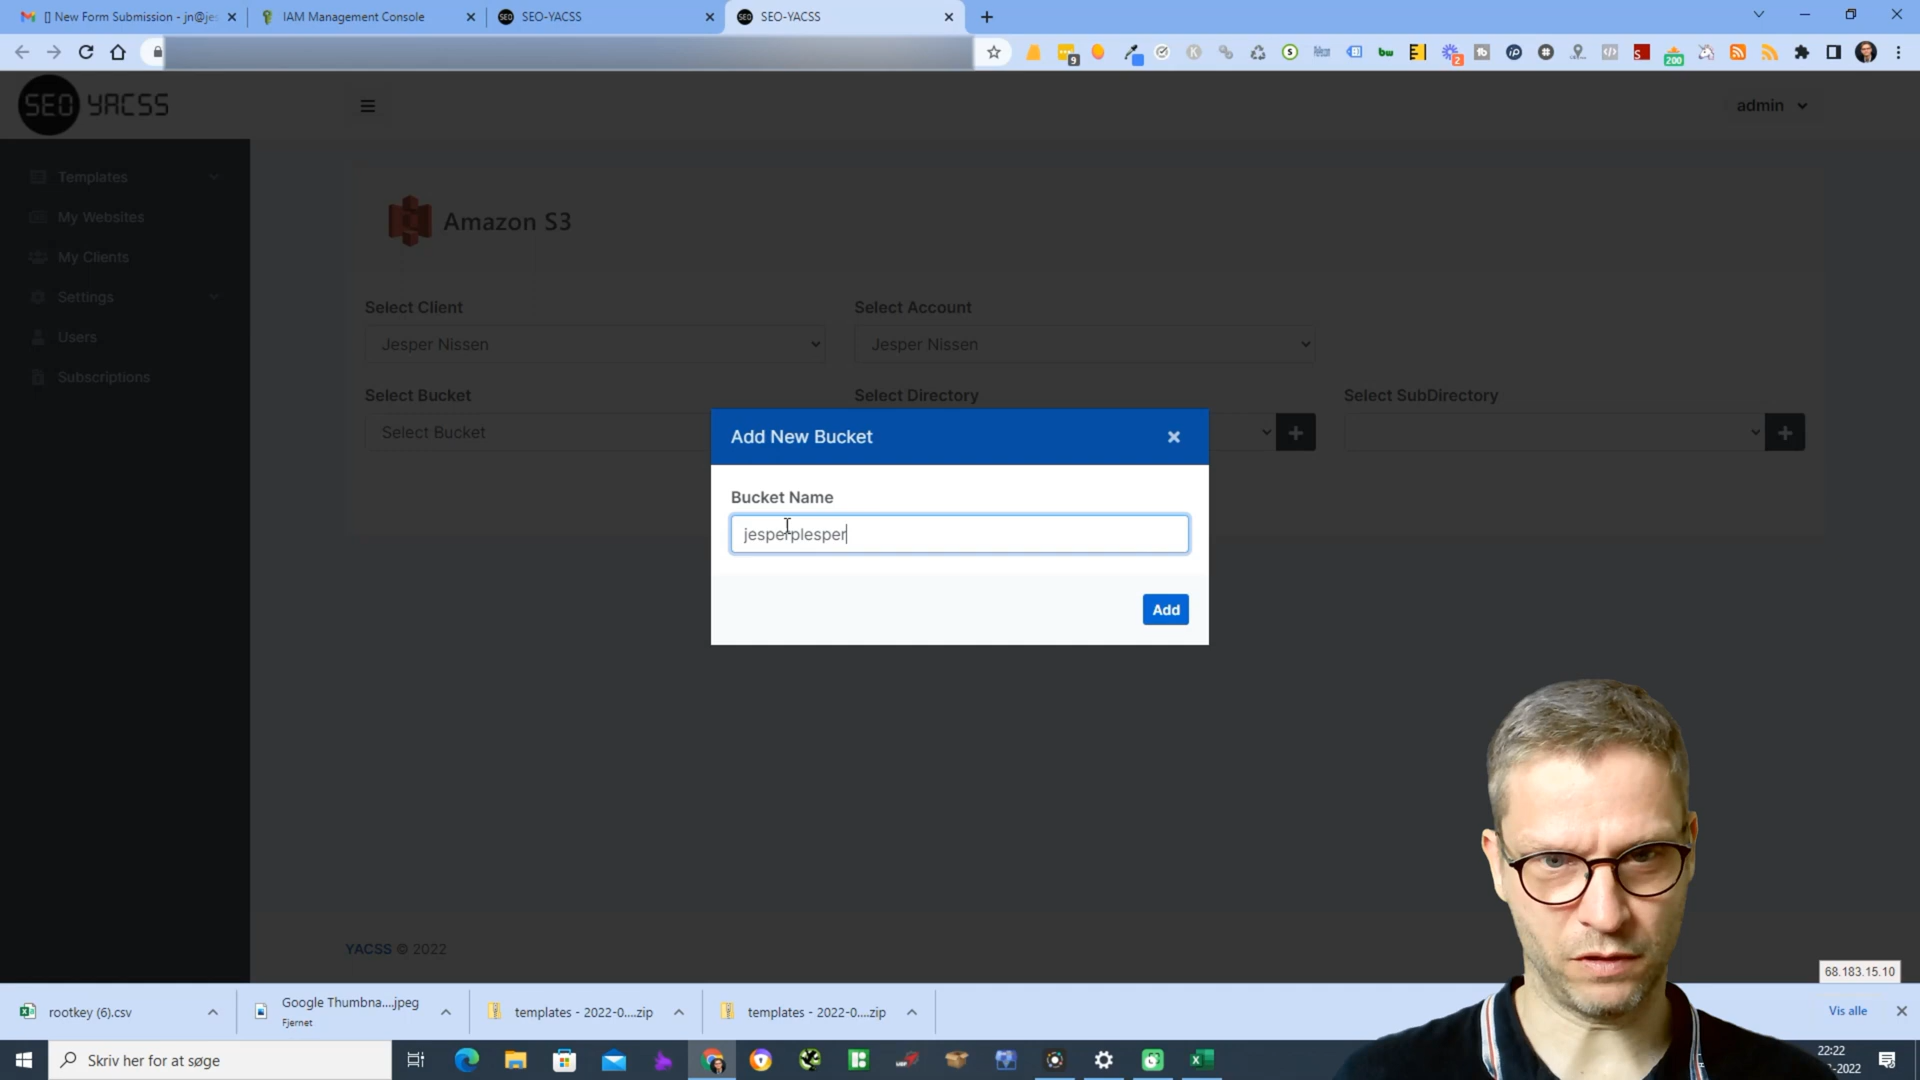 [] New Form Submission - jn@jes
IAM Management Console
SEO-YACSS
SEO-YACSS
SEO YACSS
admin
Templates
My Websites
My Clients
Settings
Users
Subscriptions
Amazon S3
Select Client
Select Account
Jesper Nissen
Jesper Nissen
Select Bucket
Select Directory
Select SubDirectory
Select Bucket
Add New Bucket
Bucket Name
jesperplesper
Add
YACSS © 2022
68.183.15.10
rootkey (6).csv
Google Thumbna....jpeg
Fjernet
templates - 2022-0....zip
templates - 2022-0....zip
Vis alle
Skriv her for at søge
22:22
-2022